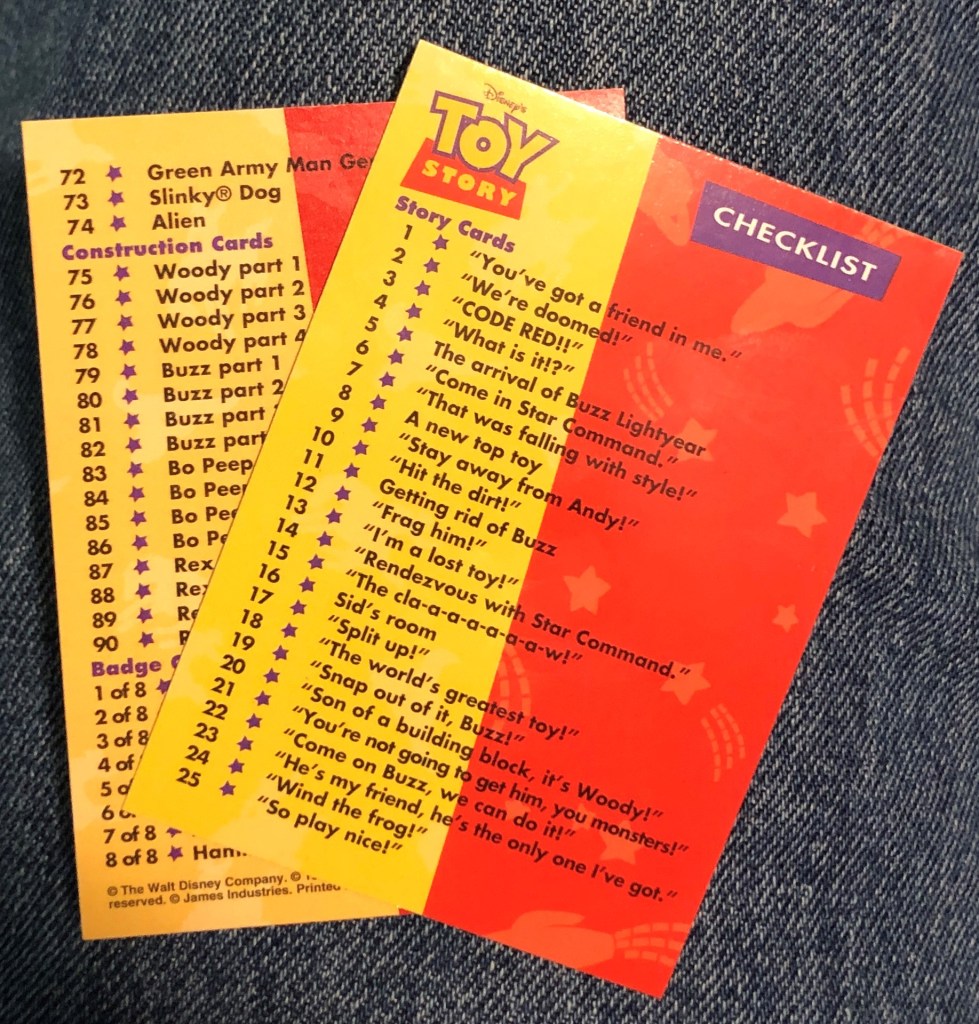 Disney's
TOY
STORY
CHECKLIST
Story Cards
1 ★ "You've got a friend in me."
2 ★ "We're doomed!"
3 ★ "CODE RED!!"
4 ★ "What is it!?"
5 ★ The arrival of Buzz Lightyear
6 ★ "Come in Star Command."
7 ★ "That was falling with style!"
8 ★ A new top toy
9 ★ "Stay away from Andy!"
10 ★ "Hit the dirt!"
11 ★ Getting rid of Buzz
12 ★ "Frag him!"
13 ★ "I'm a lost toy!"
14 ★ "Rendezvous with Star Command."
15 ★ "The cla-a-a-a-a-a-a-w!"
16 ★ Sid's room
17 ★ "Split up!"
18 ★ "The world's greatest toy!"
19 ★ "Snap out of it, Buzz!"
20 ★ "Son of a building block, it's Woody!"
21 ★ "You're not going to get him, you monsters!"
22 ★ "Come on Buzz, we can do it!"
23 ★ "He's my friend, he's the only one I've got."
24 ★ "Wind the frog!"
25 ★ "So play nice!"
72 ★ Green Army Man
73 ★ Slinky® Dog
74 ★ Alien
Construction Cards
75 ★ Woody part 1
76 ★ Woody part 2
77 ★ Woody part 3
78 ★ Woody part 4
79 ★ Buzz part 1
80 ★ Buzz part 2
81 ★ Buzz part
82 ★ Buzz part
83 ★ Bo Peep
84 ★ Bo Peep
85 ★ Bo
86 ★ Bo
87 ★ Rex
88 ★
89 ★
90 ★
Badge
1 of 8 ★
2 of 8
3 of 8
4 of
5
6
7 of 8 ★
8 of 8 ★
© The Walt Disney Company. ©
reserved. © James Industries. Printed